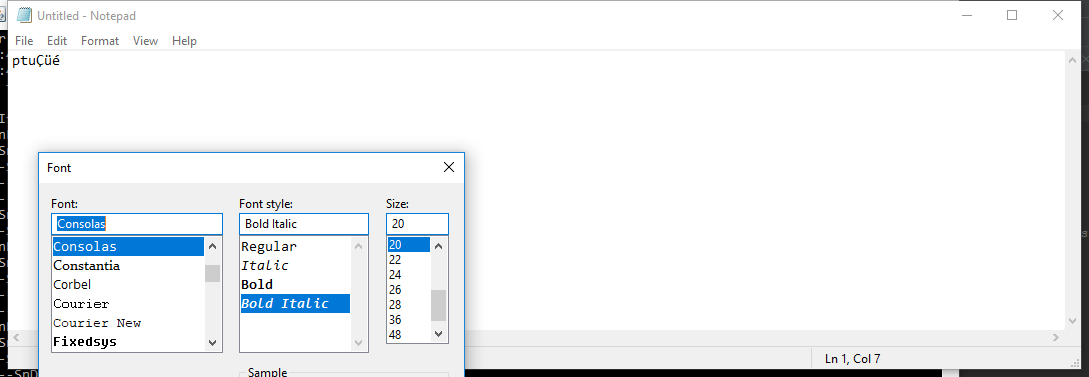 Untitled - Notepad
File Edit Format View Help
ptuÇüé
Font
Font: Font style: Size:
Consolas Bold Italic 20
Consolas Regular 20
Constantia Italic 22
Corbel Bold 24
Courier Bold Italic 26
Courier New 28
Fixedsys 36
48
Sample
Ln 1, Col 7